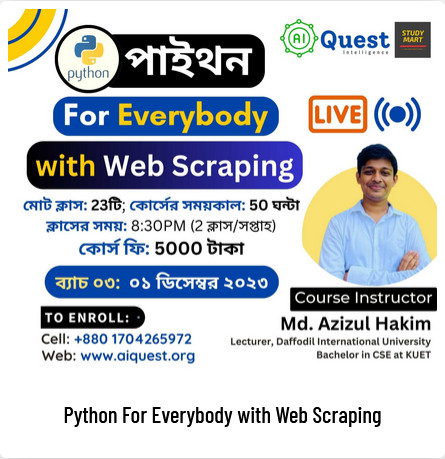 python
পাইথন
AI Quest
Intelligence
STUDY
MART
For Everybody
LIVE
with Web Scraping
মোট ক্লাস: 23টি; কোর্সের সময়কাল: 50 ঘন্টা
ক্লাসের সময়: 8:30PM (2 ক্লাস/সপ্তাহ)
কোর্স ফি: 5000 টাকা
ব্যাচ ০৩: ০১ ডিসেম্বর ২০২৩
Course Instructor
TO ENROLL:
Md. Azizul Hakim
Cell: +880 1704265972
Lecturer, Daffodil International University
Web: www.aiquest.org
Bachelor in CSE at KUET
Python For Everybody with Web Scraping